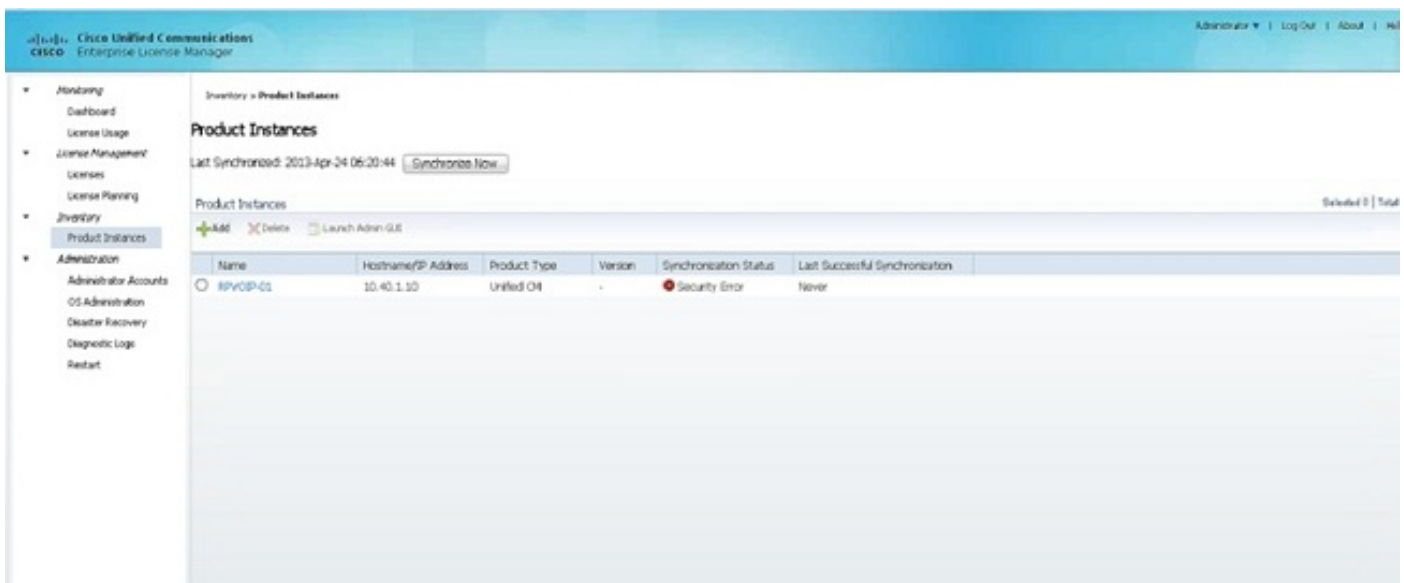 Administrator | Log Out | About |
Cisco Unified Communications
CISCO Enterprise License Manager
Monitoring
Dashboard
License Usage
License Management
Licenses
License Planning
Inventory
Product Instances
Administration
Administrator Accounts
OS Administration
Disaster Recovery
Diagnostic Logs
Restart
Inventory > Product Instances
Product Instances
Last Synchronized: 2013-Apr-24 06:20:44 Synchronize Now
Product Instances Selected 0 | Total
Add Delete Launch Admin GUI
Name Hostname/IP Address Product Type Version Synchronization Status Last Successful Synchronization
RPVOIP-01 10.40.1.10 Unified CM - Security Error Never